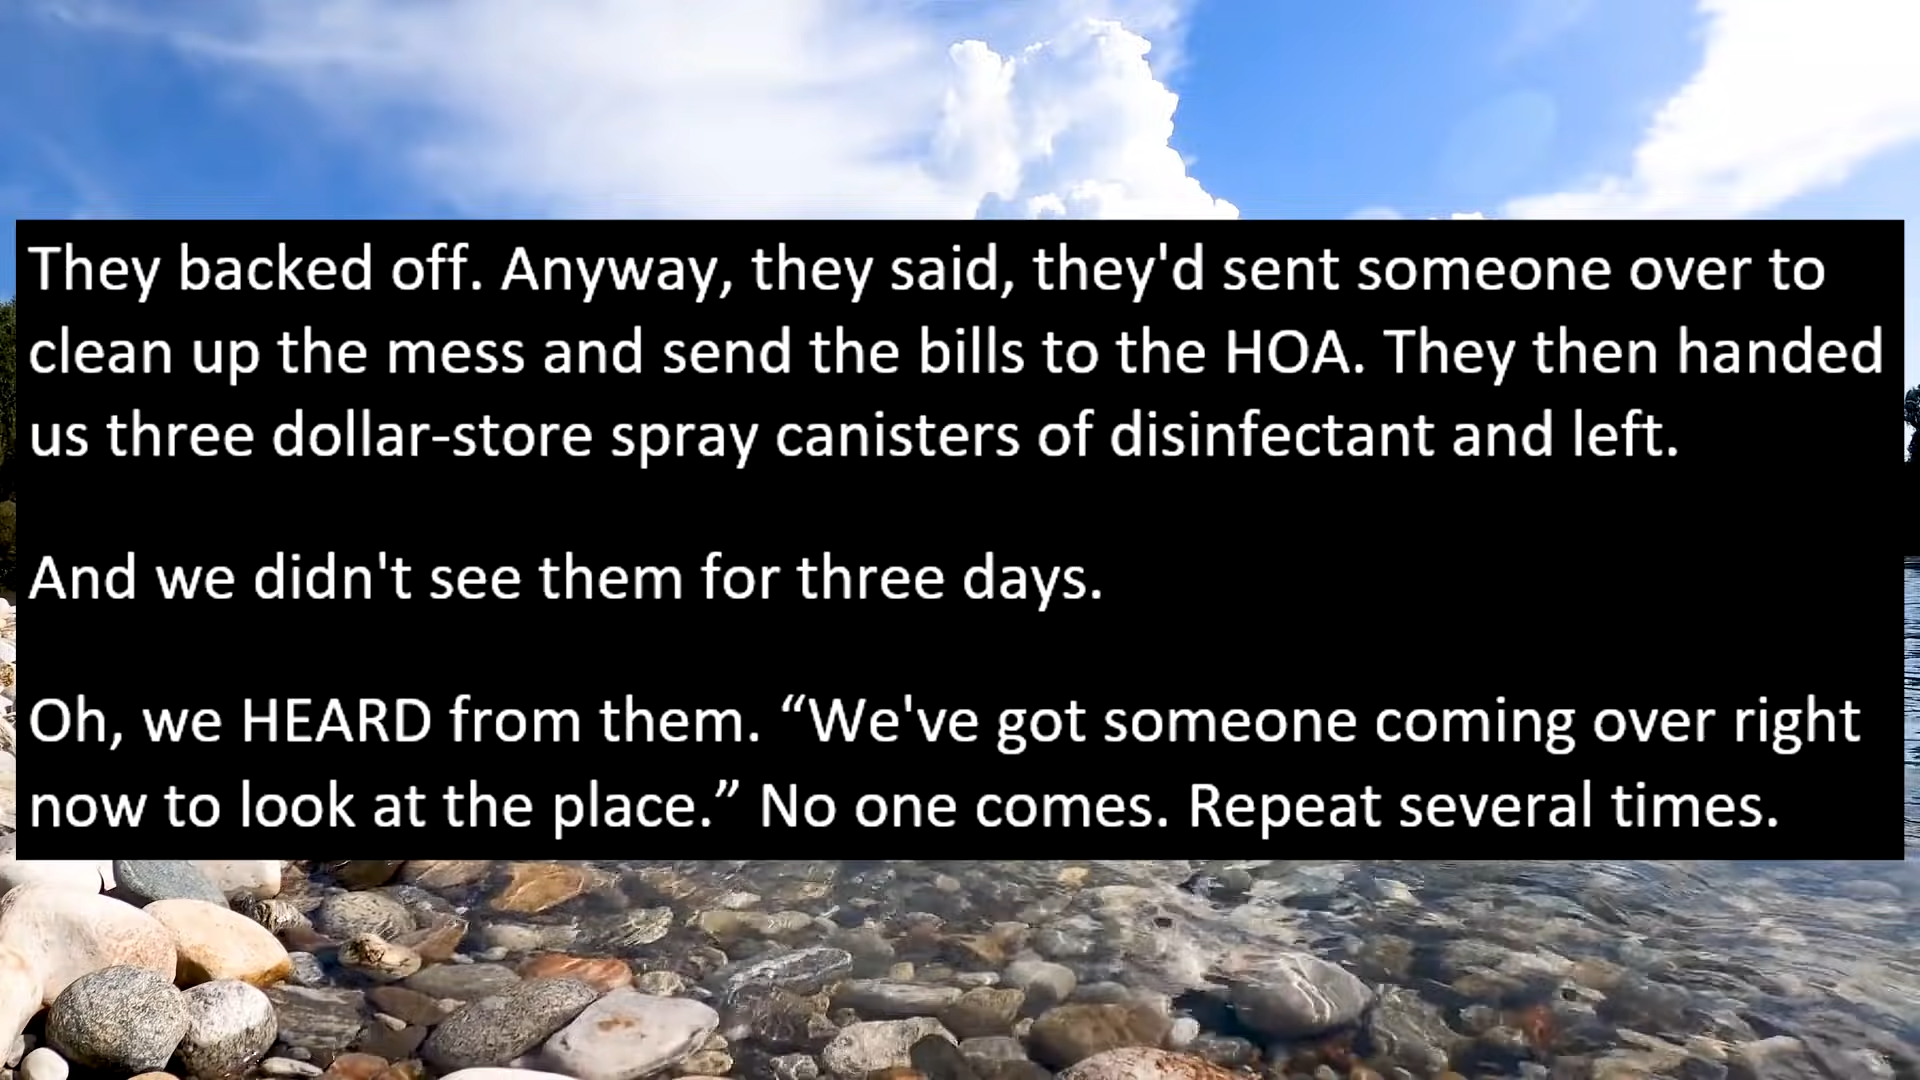 They backed off. Anyway, they said, they'd sent someone over to
clean up the mess and send the bills to the HOA. They then handed
us three dollar-store spray canisters of disinfectant and left.
And we didn't see them for three days.
Oh, we HEARD from them. “We've got someone coming over right
now to look at the place.” No one comes. Repeat several times.